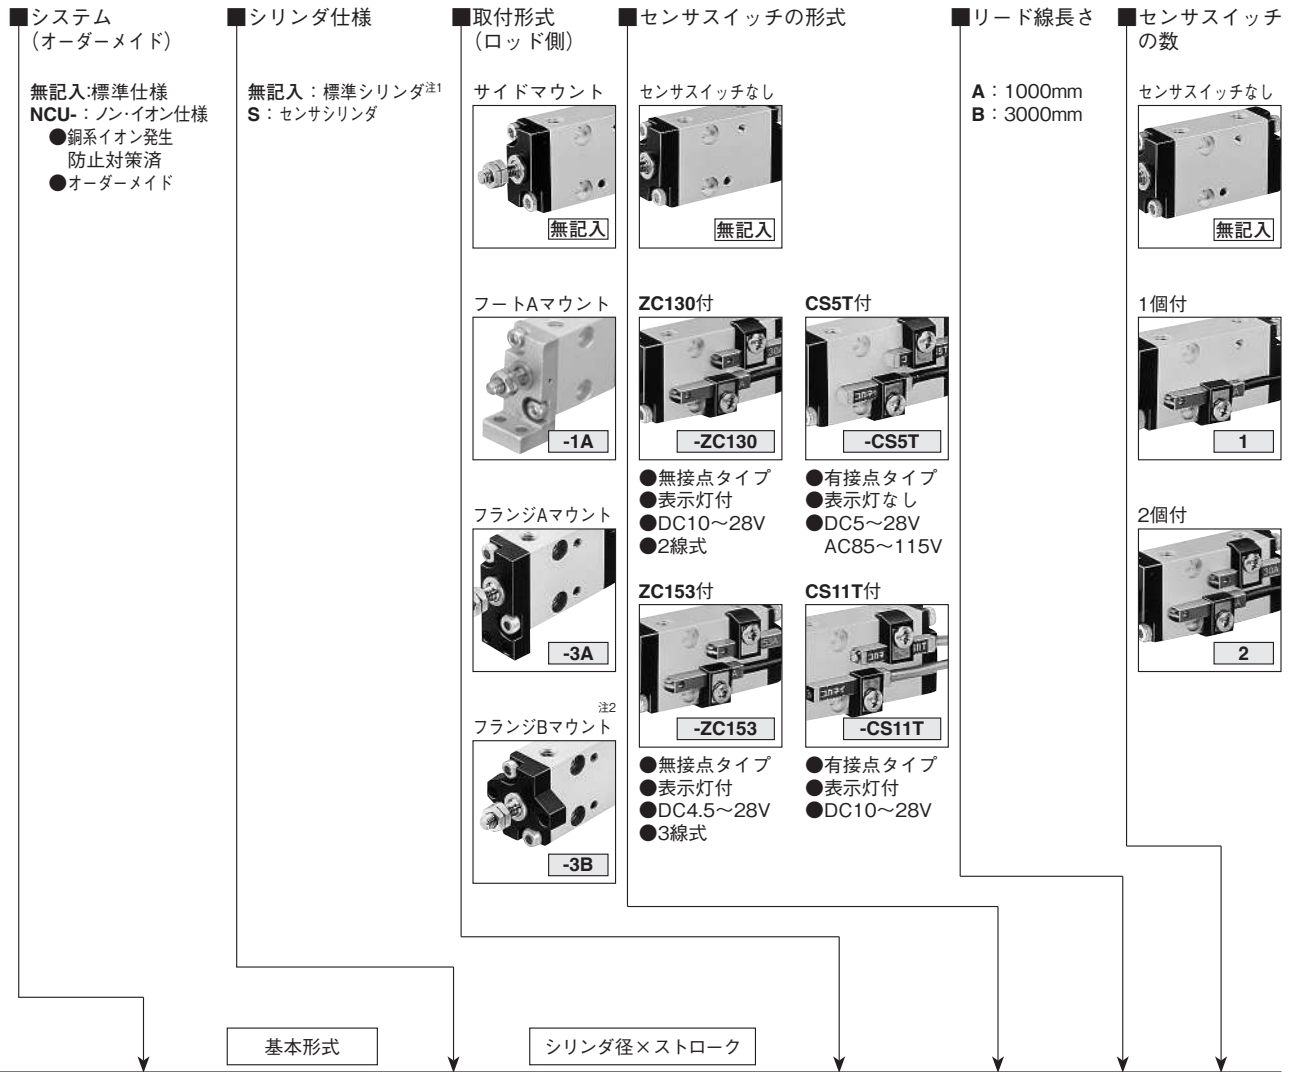 ■システム
（オーダーメイド）
無記入:標準仕様
NCU-：ノン・イオン仕様
●銅系イオン発生
防止対策済
●オーダーメイド
■シリンダ仕様
無記入：標準シリンダ注1
S：センサシリンダ
■取付形式
（ロッド側）
サイドマウント
無記入
フートAマウント
-1A
フランジAマウント
-3A
注2
フランジBマウント
-3B
■センサスイッチの形式
センサスイッチなし
無記入
ZC130付
-ZC130
●無接点タイプ
●表示灯付
●DC10〜28V
●2線式
CS5T付
コガネイ
-CS5T
●有接点タイプ
●表示灯なし
●DC5〜28V
AC85〜115V
ZC153付
-ZC153
●無接点タイプ
●表示灯付
●DC4.5〜28V
●3線式
CS11T付
コガネイ
-CS11T
●有接点タイプ
●表示灯付
●DC10〜28V
■リード線長さ
A：1000mm
B：3000mm
■センサスイッチ
の数
センサスイッチなし
無記入
1個付
1
2個付
30A
2
基本形式
シリンダ径×ストローク